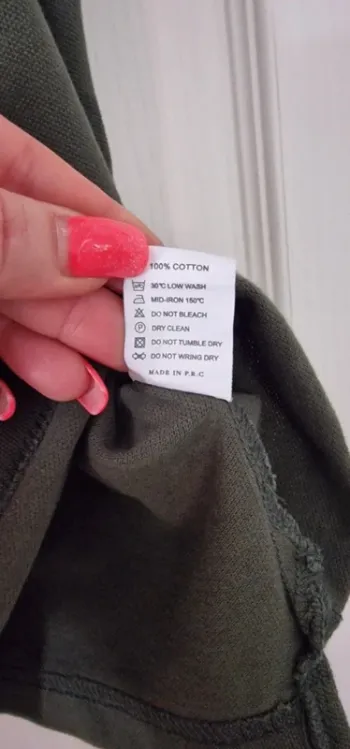 100% COTTON
30°C LOW WASH
MID-IRON 150°C
DO NOT BLEACH
P DRY CLEAN
DO NOT TUMBLE DRY
DO NOT WRING DRY
MADE IN P.R.C